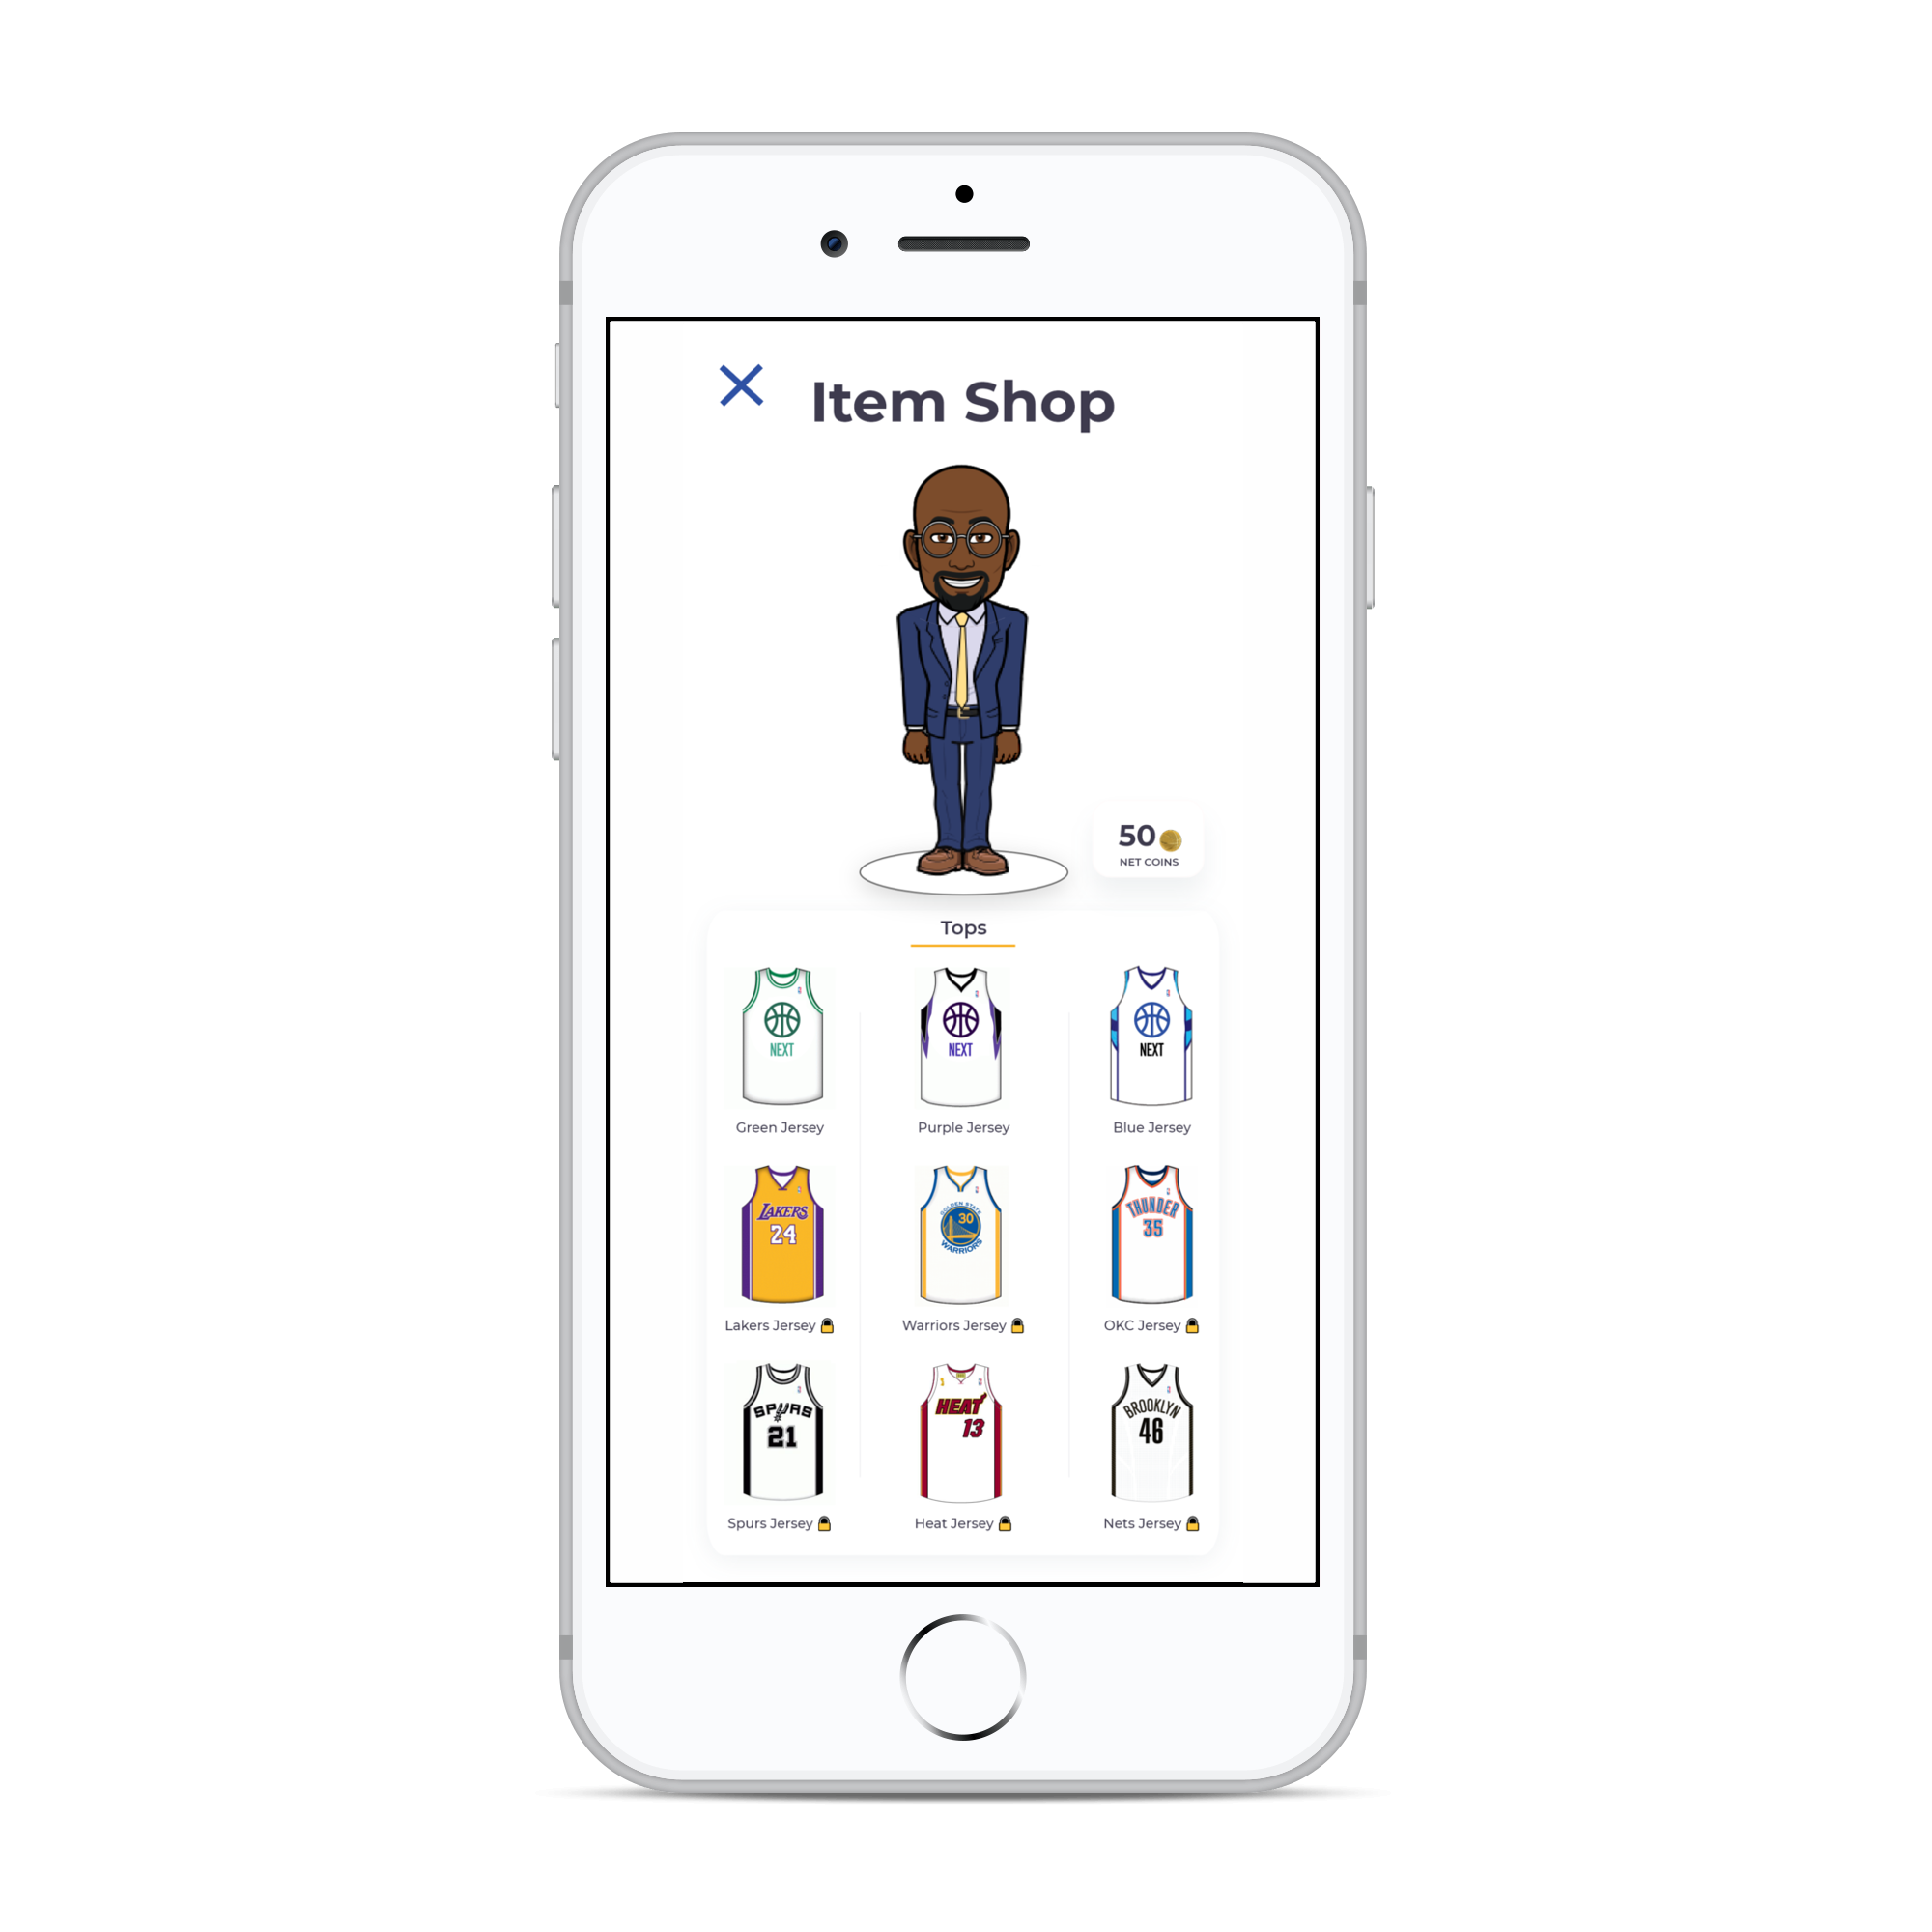 Item Shop
50
NET COINS
Tops
NEXT
NEXT
NEXT
Green Jersey
Purple Jersey
Blue Jersey
LAKERS
24
GOLDEN STATE
30
WARRIORS
THUNDER
35
Lakers Jersey
Warriors Jersey
OKC Jersey
SPURS
21
HEAT
13
BROOKLYN
46
Spurs Jersey
Heat Jersey
Nets Jersey